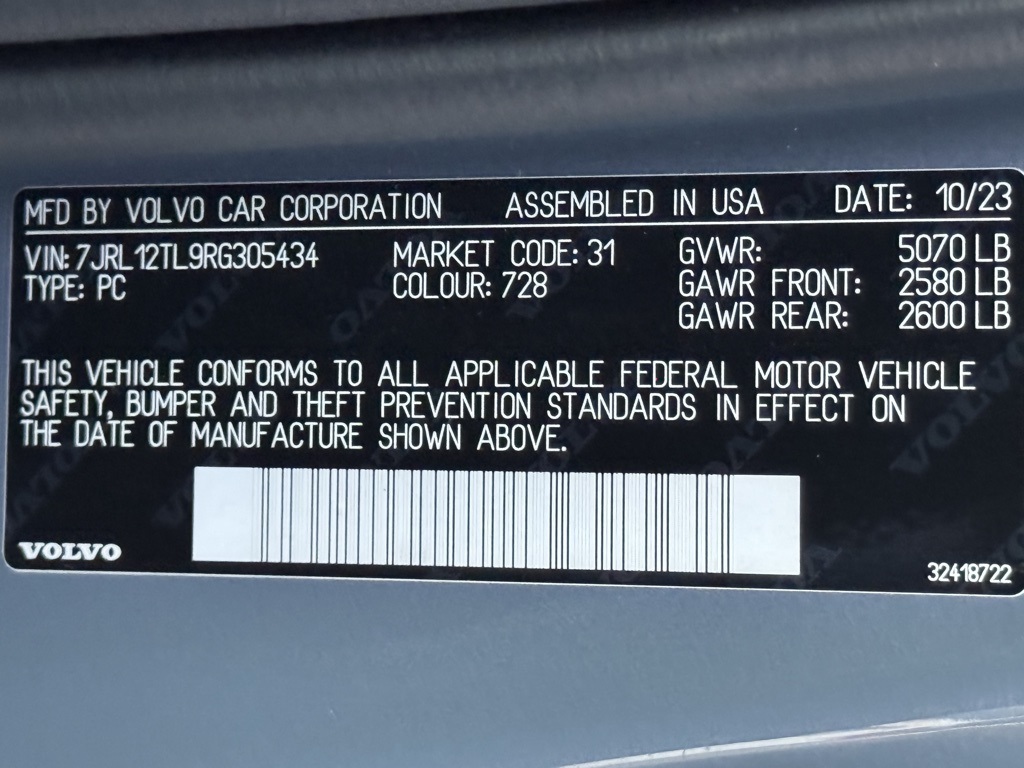 MFD BY VOLVO CAR CORPORATION ASSEMBLED IN USA DATE: 10/23
VIN: 7JRL12TL9RG305434 MARKET CODE: 31 GVWR: 5070 LB
TYPE: PC COLOUR: 728 GAWR FRONT: 2580 LB
GAWR REAR: 2600 LB
THIS VEHICLE CONFORMS TO ALL APPLICABLE FEDERAL MOTOR VEHICLE
SAFETY, BUMPER AND THEFT PREVENTION STANDARDS IN EFFECT ON
THE DATE OF MANUFACTURE SHOWN ABOVE.
VOLVO
32418722